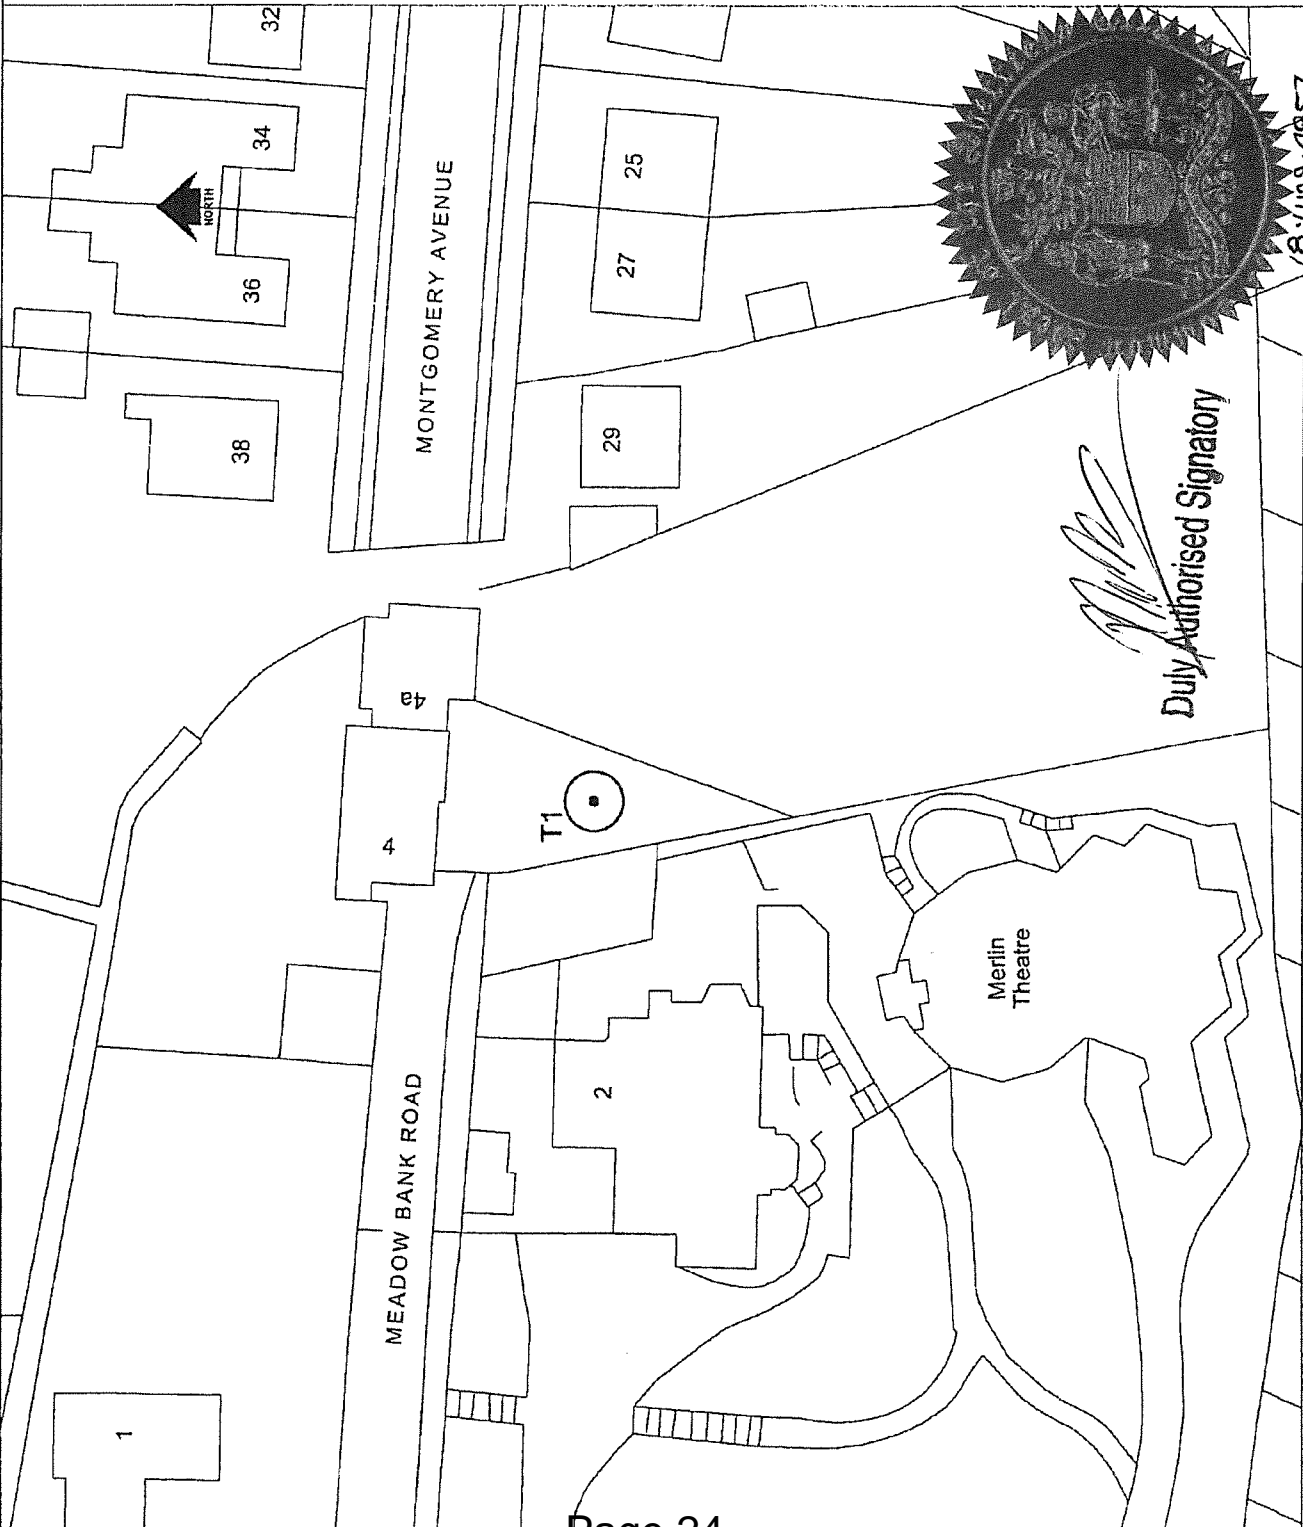 32
34
NORTH
36
38
MONTGOMERY AVENUE
25
27
29
4a
4
T1
Duly Authorised Signatory
Merlin
Theatre
2
MEADOW BANK ROAD
1
Page 24